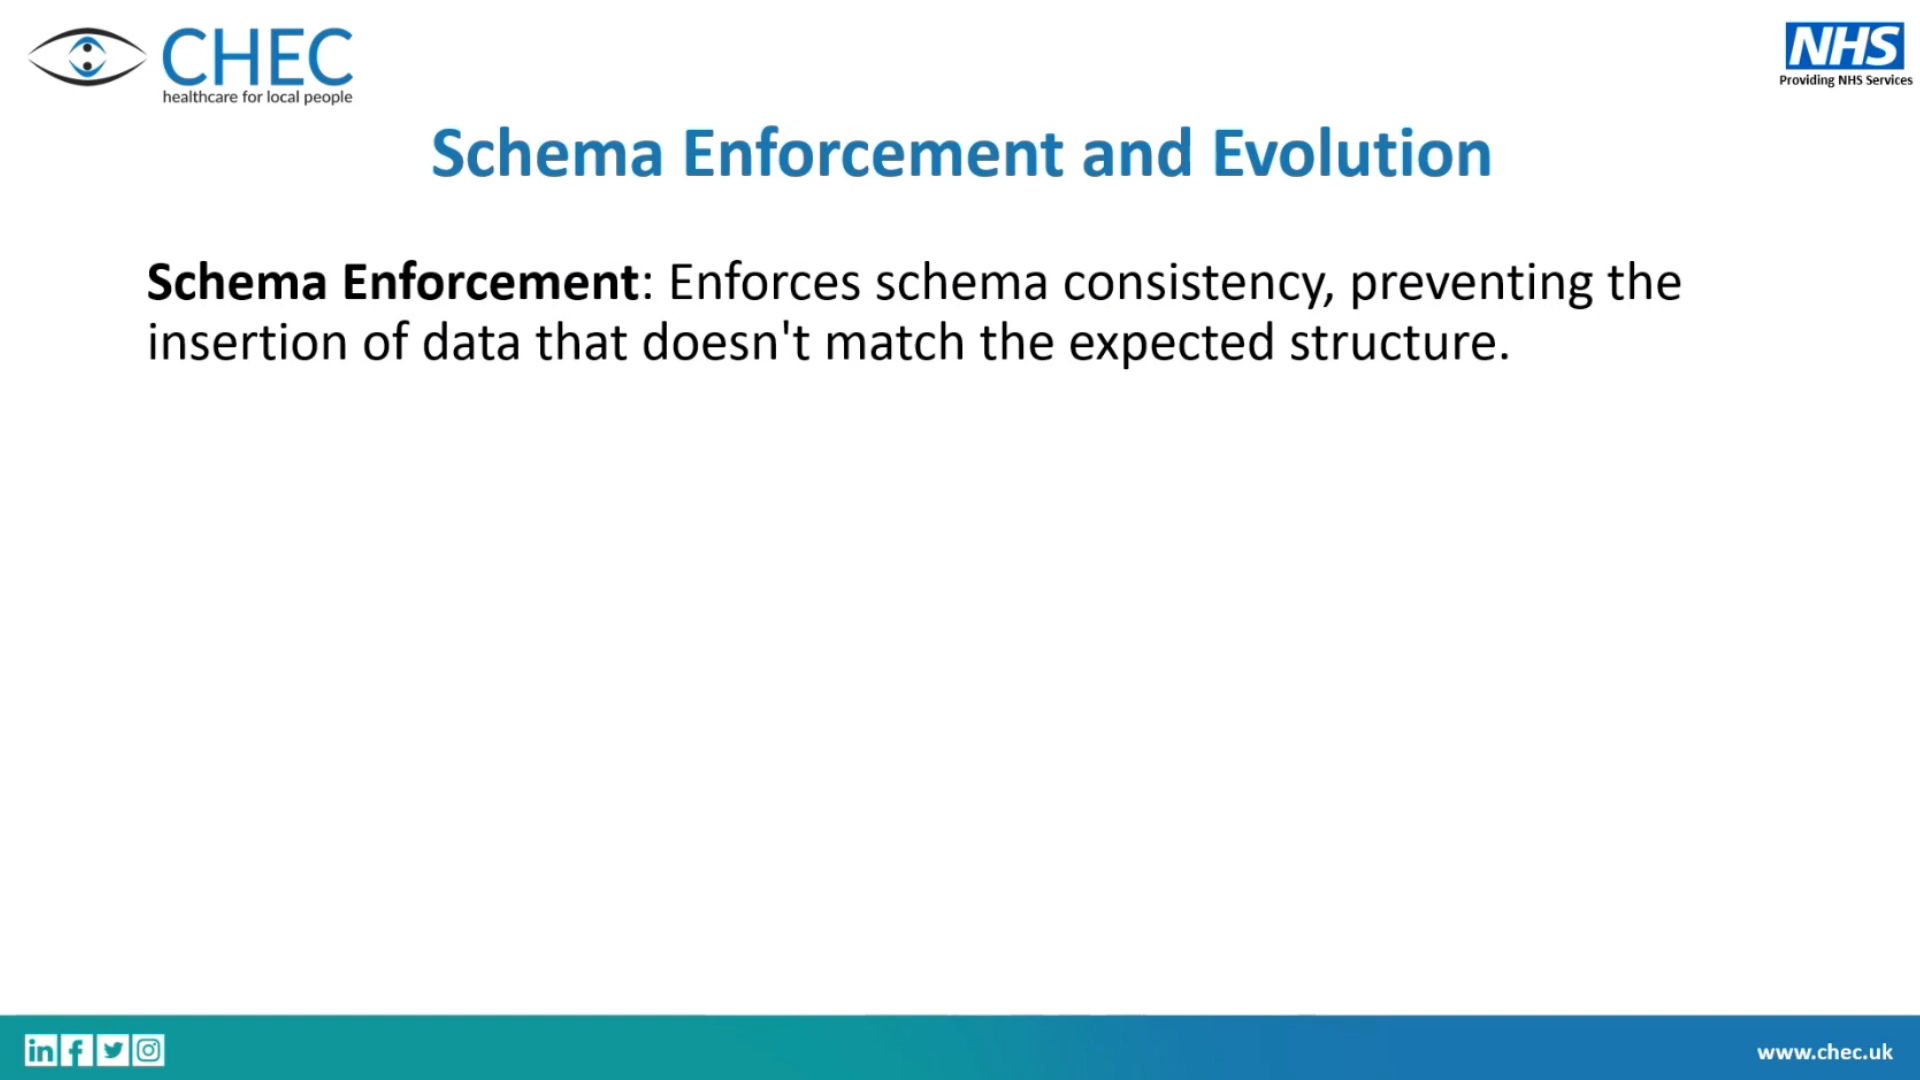 CHEC
healthcare for local people
NHS
Providing NHS Services
Schema Enforcement and Evolution
Schema Enforcement: Enforces schema consistency, preventing the
insertion of data that doesn't match the expected structure.
in f
www.chec.uk